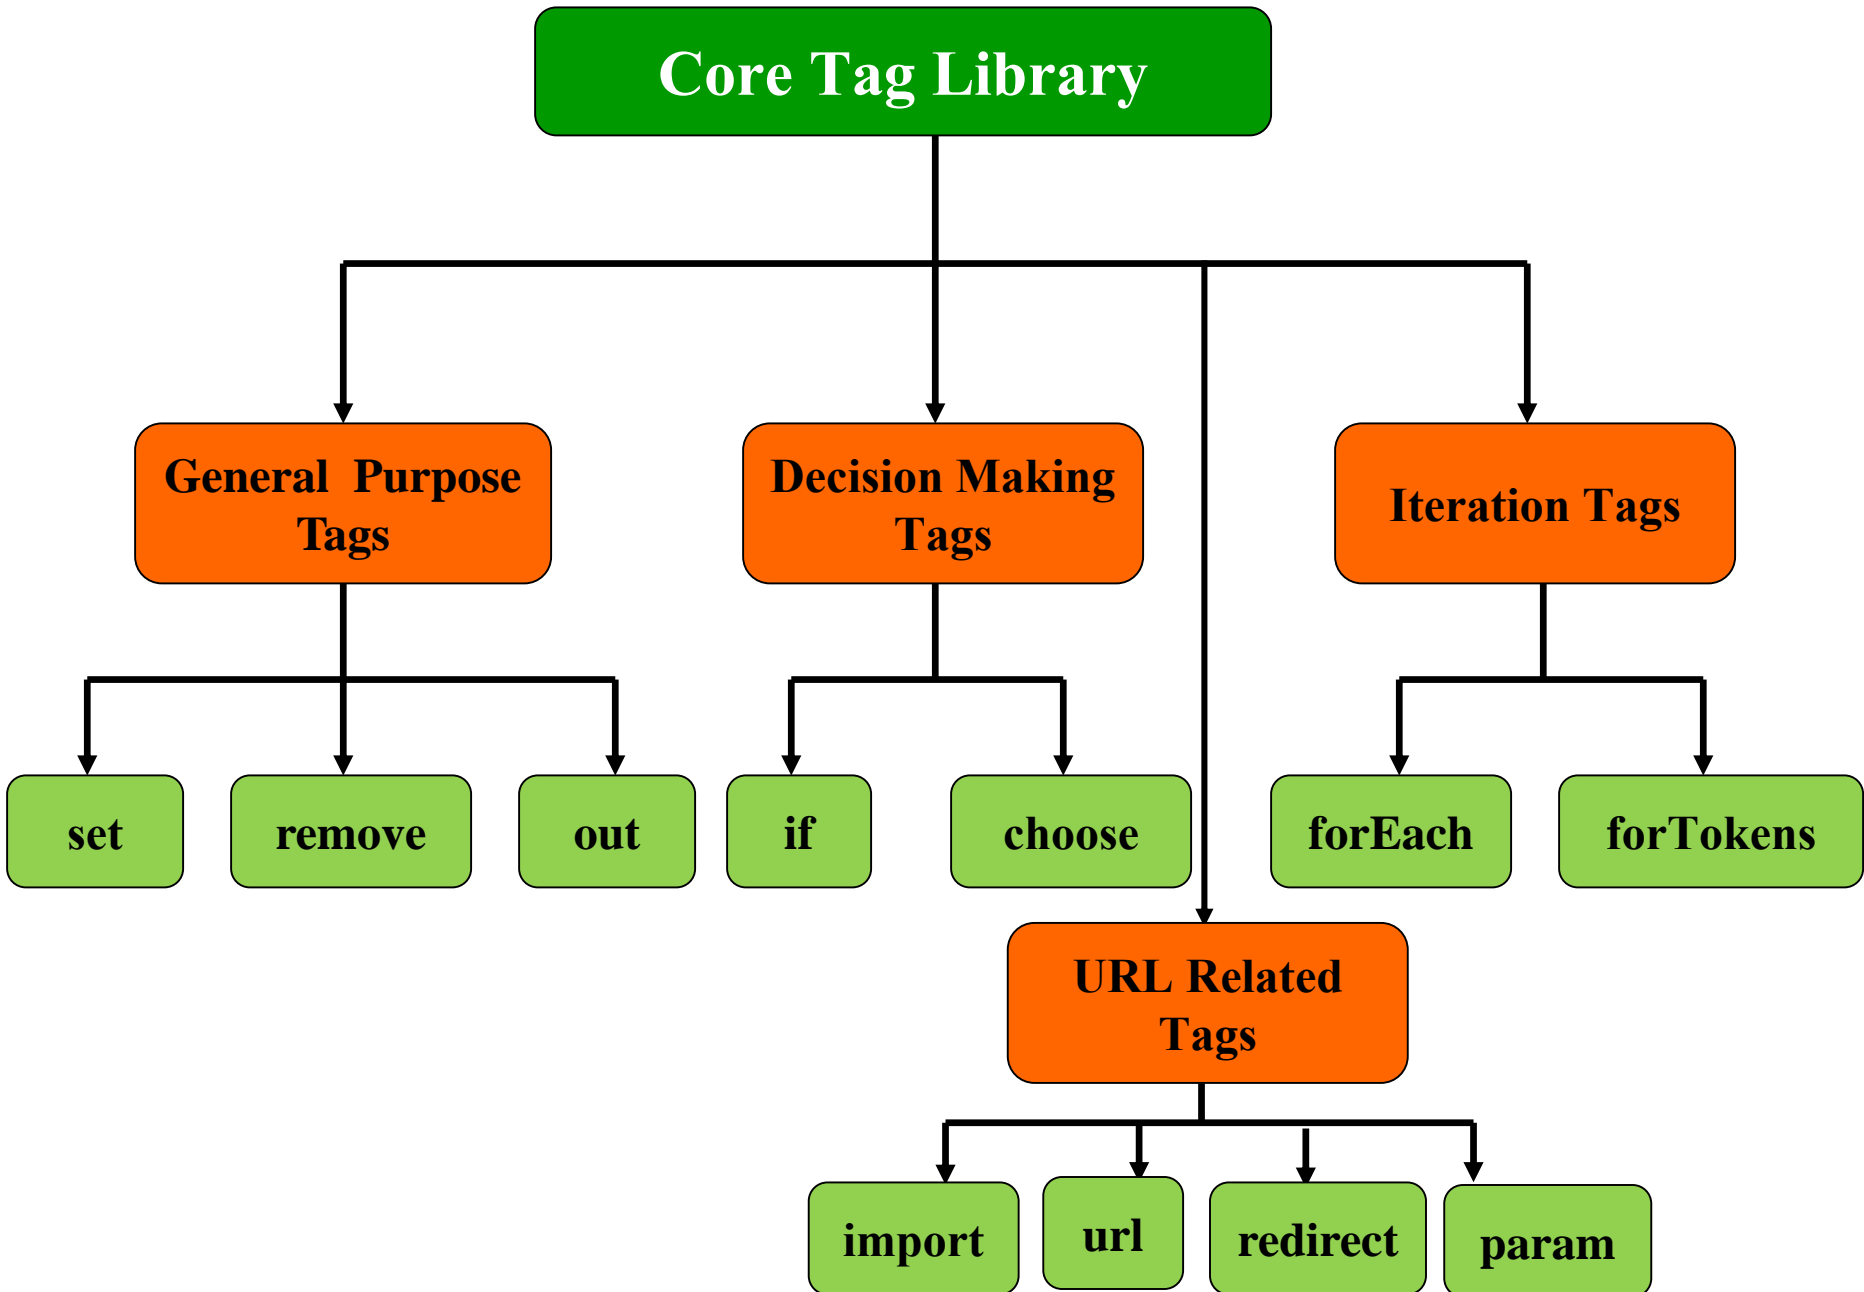 Core Tag Library
General Purpose
Tags
Decision Making
Tags
Iteration Tags
set
remove
out
if
choose
forEach
forTokens
URL Related
Tags
import
url
redirect
param